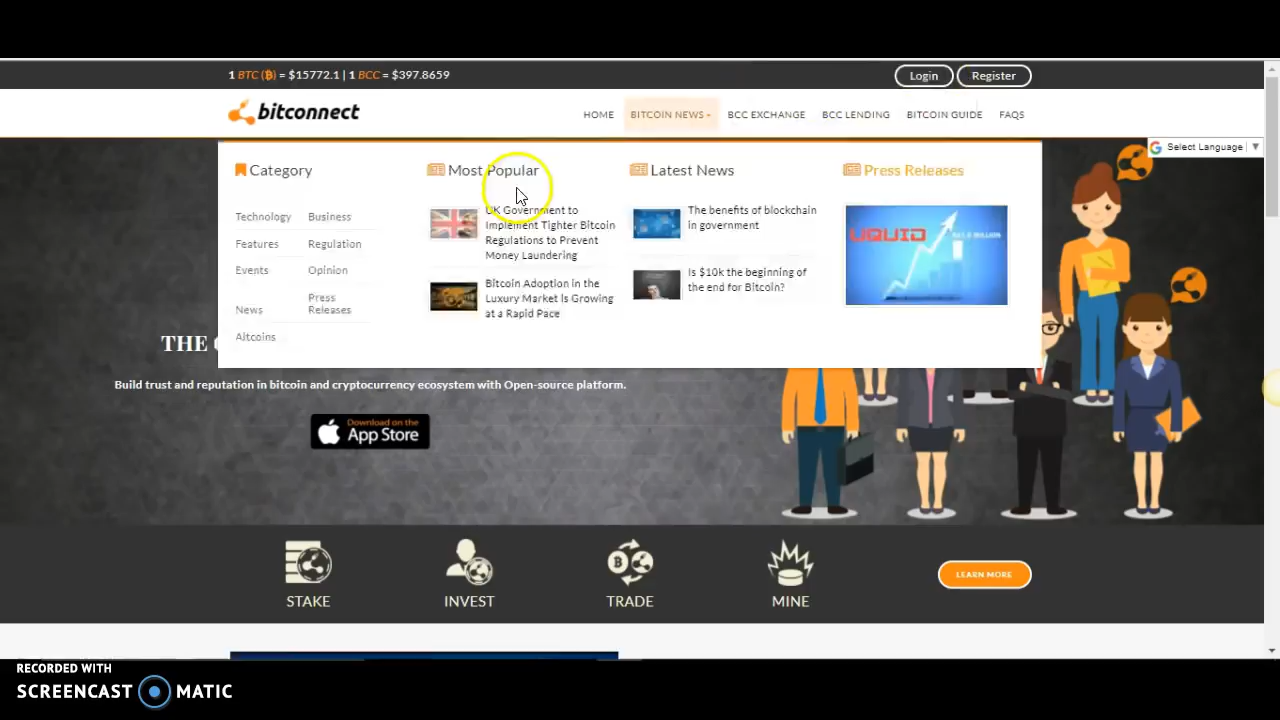 1 BTC (₿) = $15772.1 | 1 BCC = $397.8659
Login
Register
bitconnect
HOME
BITCOIN NEWS
BCC EXCHANGE
BCC LENDING
BITCOIN GUIDE
FAQS
Select Language ▼
Category
Technology
Business
Features
Regulation
Events
Opinion
News
Press
Releases
Altcoins
Most Popular
UK Government to
Implement Tighter Bitcoin
Regulations to Prevent
Money Laundering
Bitcoin Adoption in the
Luxury Market Is Growing
at a Rapid Pace
Latest News
The benefits of blockchain
in government
Is $10k the beginning of
the end for Bitcoin?
Press Releases
THE
Build trust and reputation in bitcoin and cryptocurrency ecosystem with Open-source platform.
Download on the
App Store
STAKE
INVEST
TRADE
MINE
LEARN MORE
RECORDED WITH
SCREENCAST MATIC